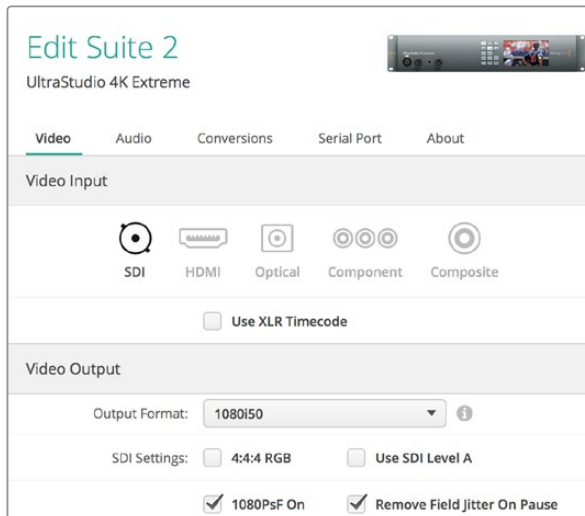 Edit Suite 2
UltraStudio 4K Extreme
Video Audio Conversions Serial Port About
Video Input
SDI HDMI Optical Component Composite
Use XLR Timecode
Video Output
Output Format: 1080i50
SDI Settings: 4:4:4 RGB Use SDI Level A
1080PsF On Remove Field Jitter On Pause